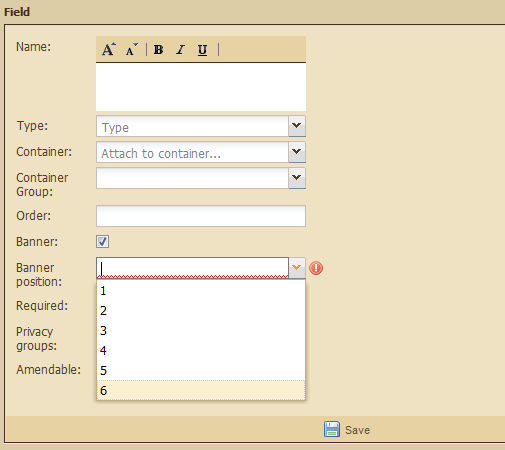 Field
Name:
A A B I U
Type: Type
Container: Attach to container...
Container
Group:
Order:
Banner:
Banner
position:
1
Required:
2
3
Privacy
groups:
4
Amendable:
5
6
Save